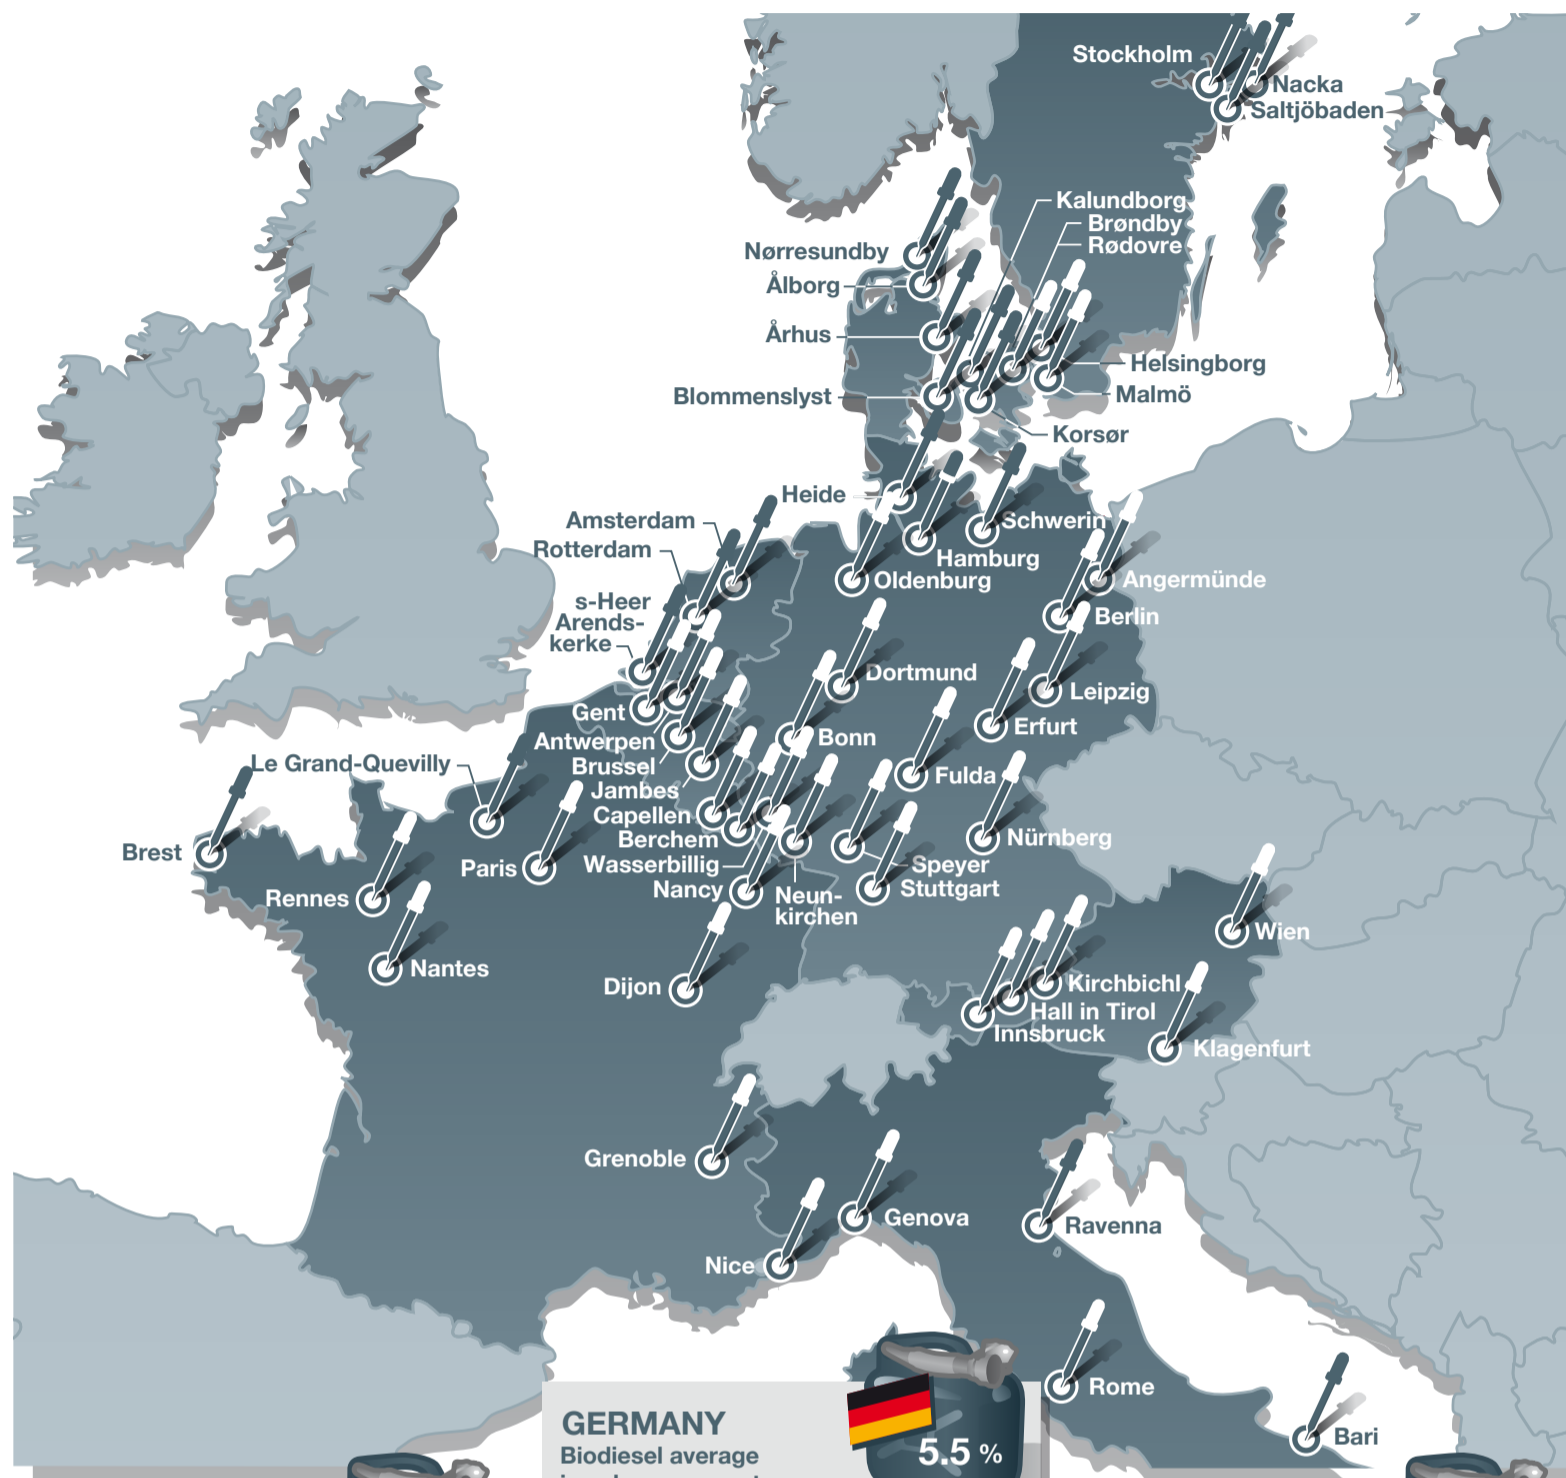 Stockholm
Nacka
Saltjöbaden
Kalundborg
Brøndby
Rødovre
Nørresundby
Ålborg
Århus
Helsingborg
Blommenslyst
Malmö
Korsør
Heide
Amsterdam
Schwerin
Rotterdam
Hamburg
Oldenburg
Angermünde
s-Heer
Arends-
kerke
Berlin
Dortmund
Leipzig
Gent
Erfurt
Antwerpen
Bonn
Brussel
Le Grand-Quevilly
Fulda
Jambes
Capellen
Berchem
Nürnberg
Brest
Wasserbillig
Speyer
Paris
Nancy
Stuttgart
Rennes
Neun-
kirchen
Wien
Nantes
Dijon
Kirchbichl
Hall in Tirol
Innsbruck
Klagenfurt
Grenoble
Genova
Ravenna
Nice
Rome
Bari
GERMANY
Biodiesel average
5.5 %